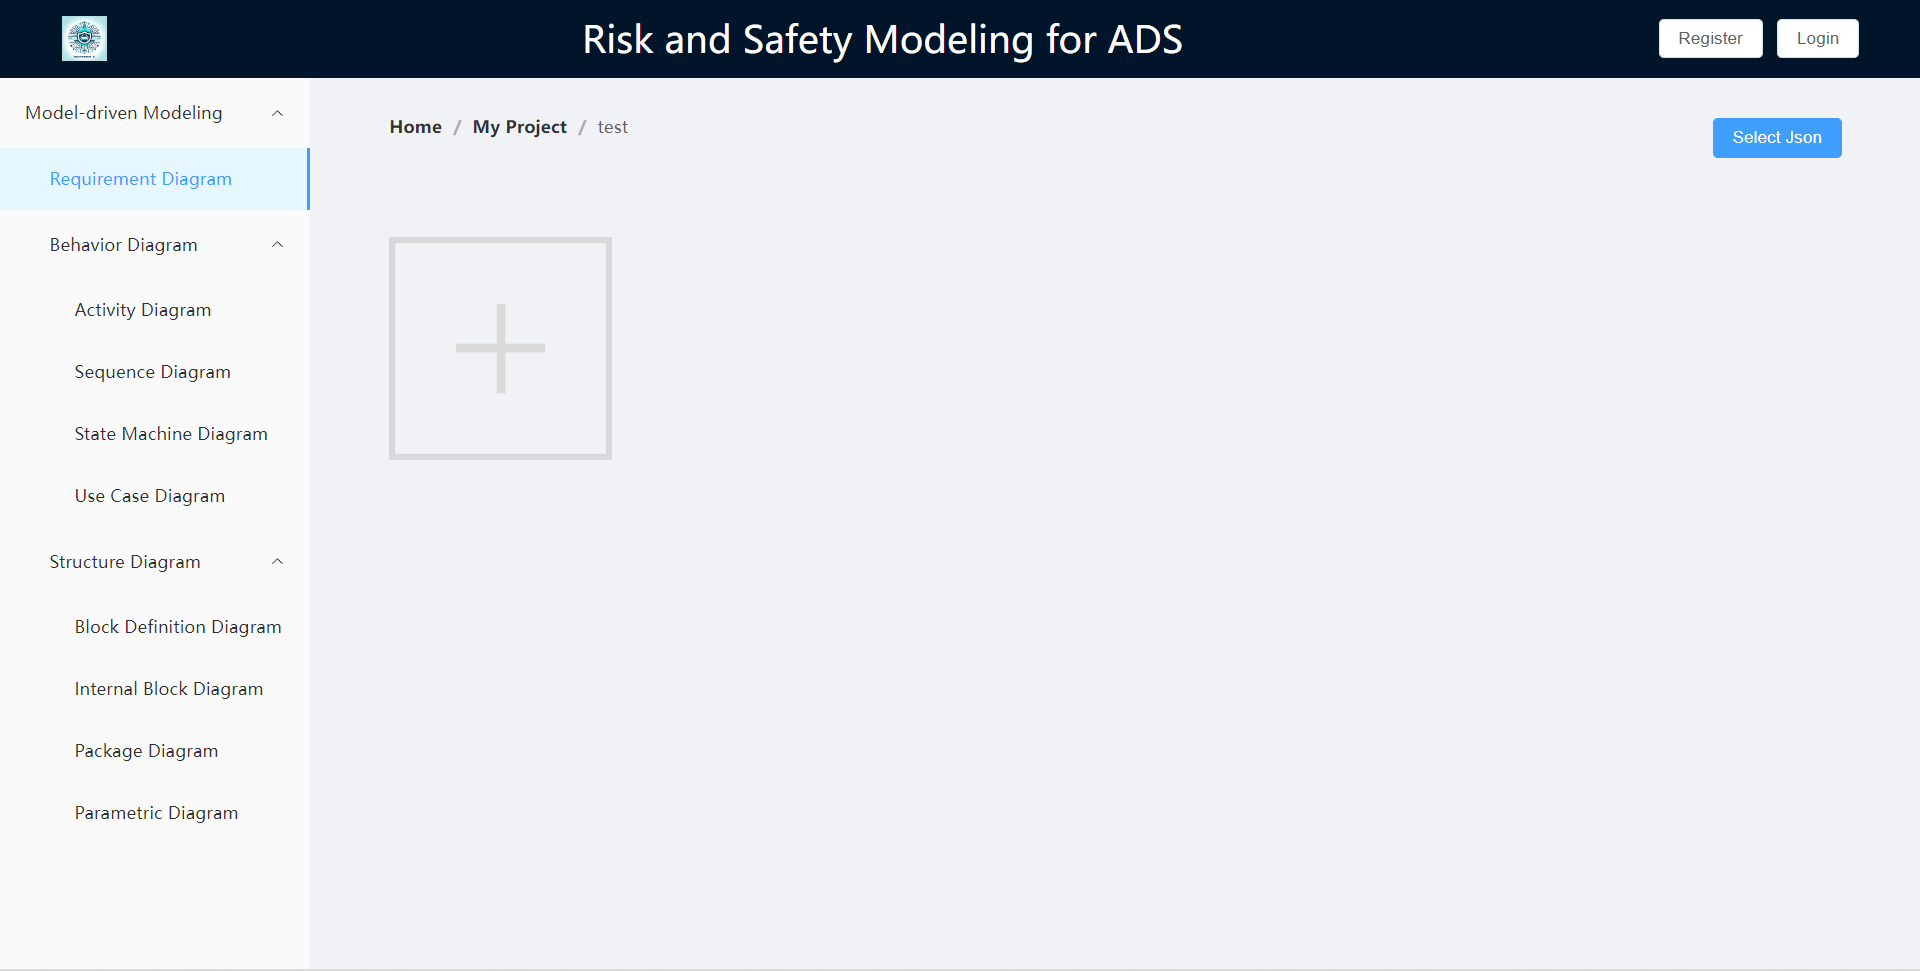 Risk and Safety Modeling for ADS
Register
Login
Model-driven Modeling
Requirement Diagram
Behavior Diagram
Activity Diagram
Sequence Diagram
State Machine Diagram
Use Case Diagram
Structure Diagram
Block Definition Diagram
Internal Block Diagram
Package Diagram
Parametric Diagram
Home / My Project / test
Select Json